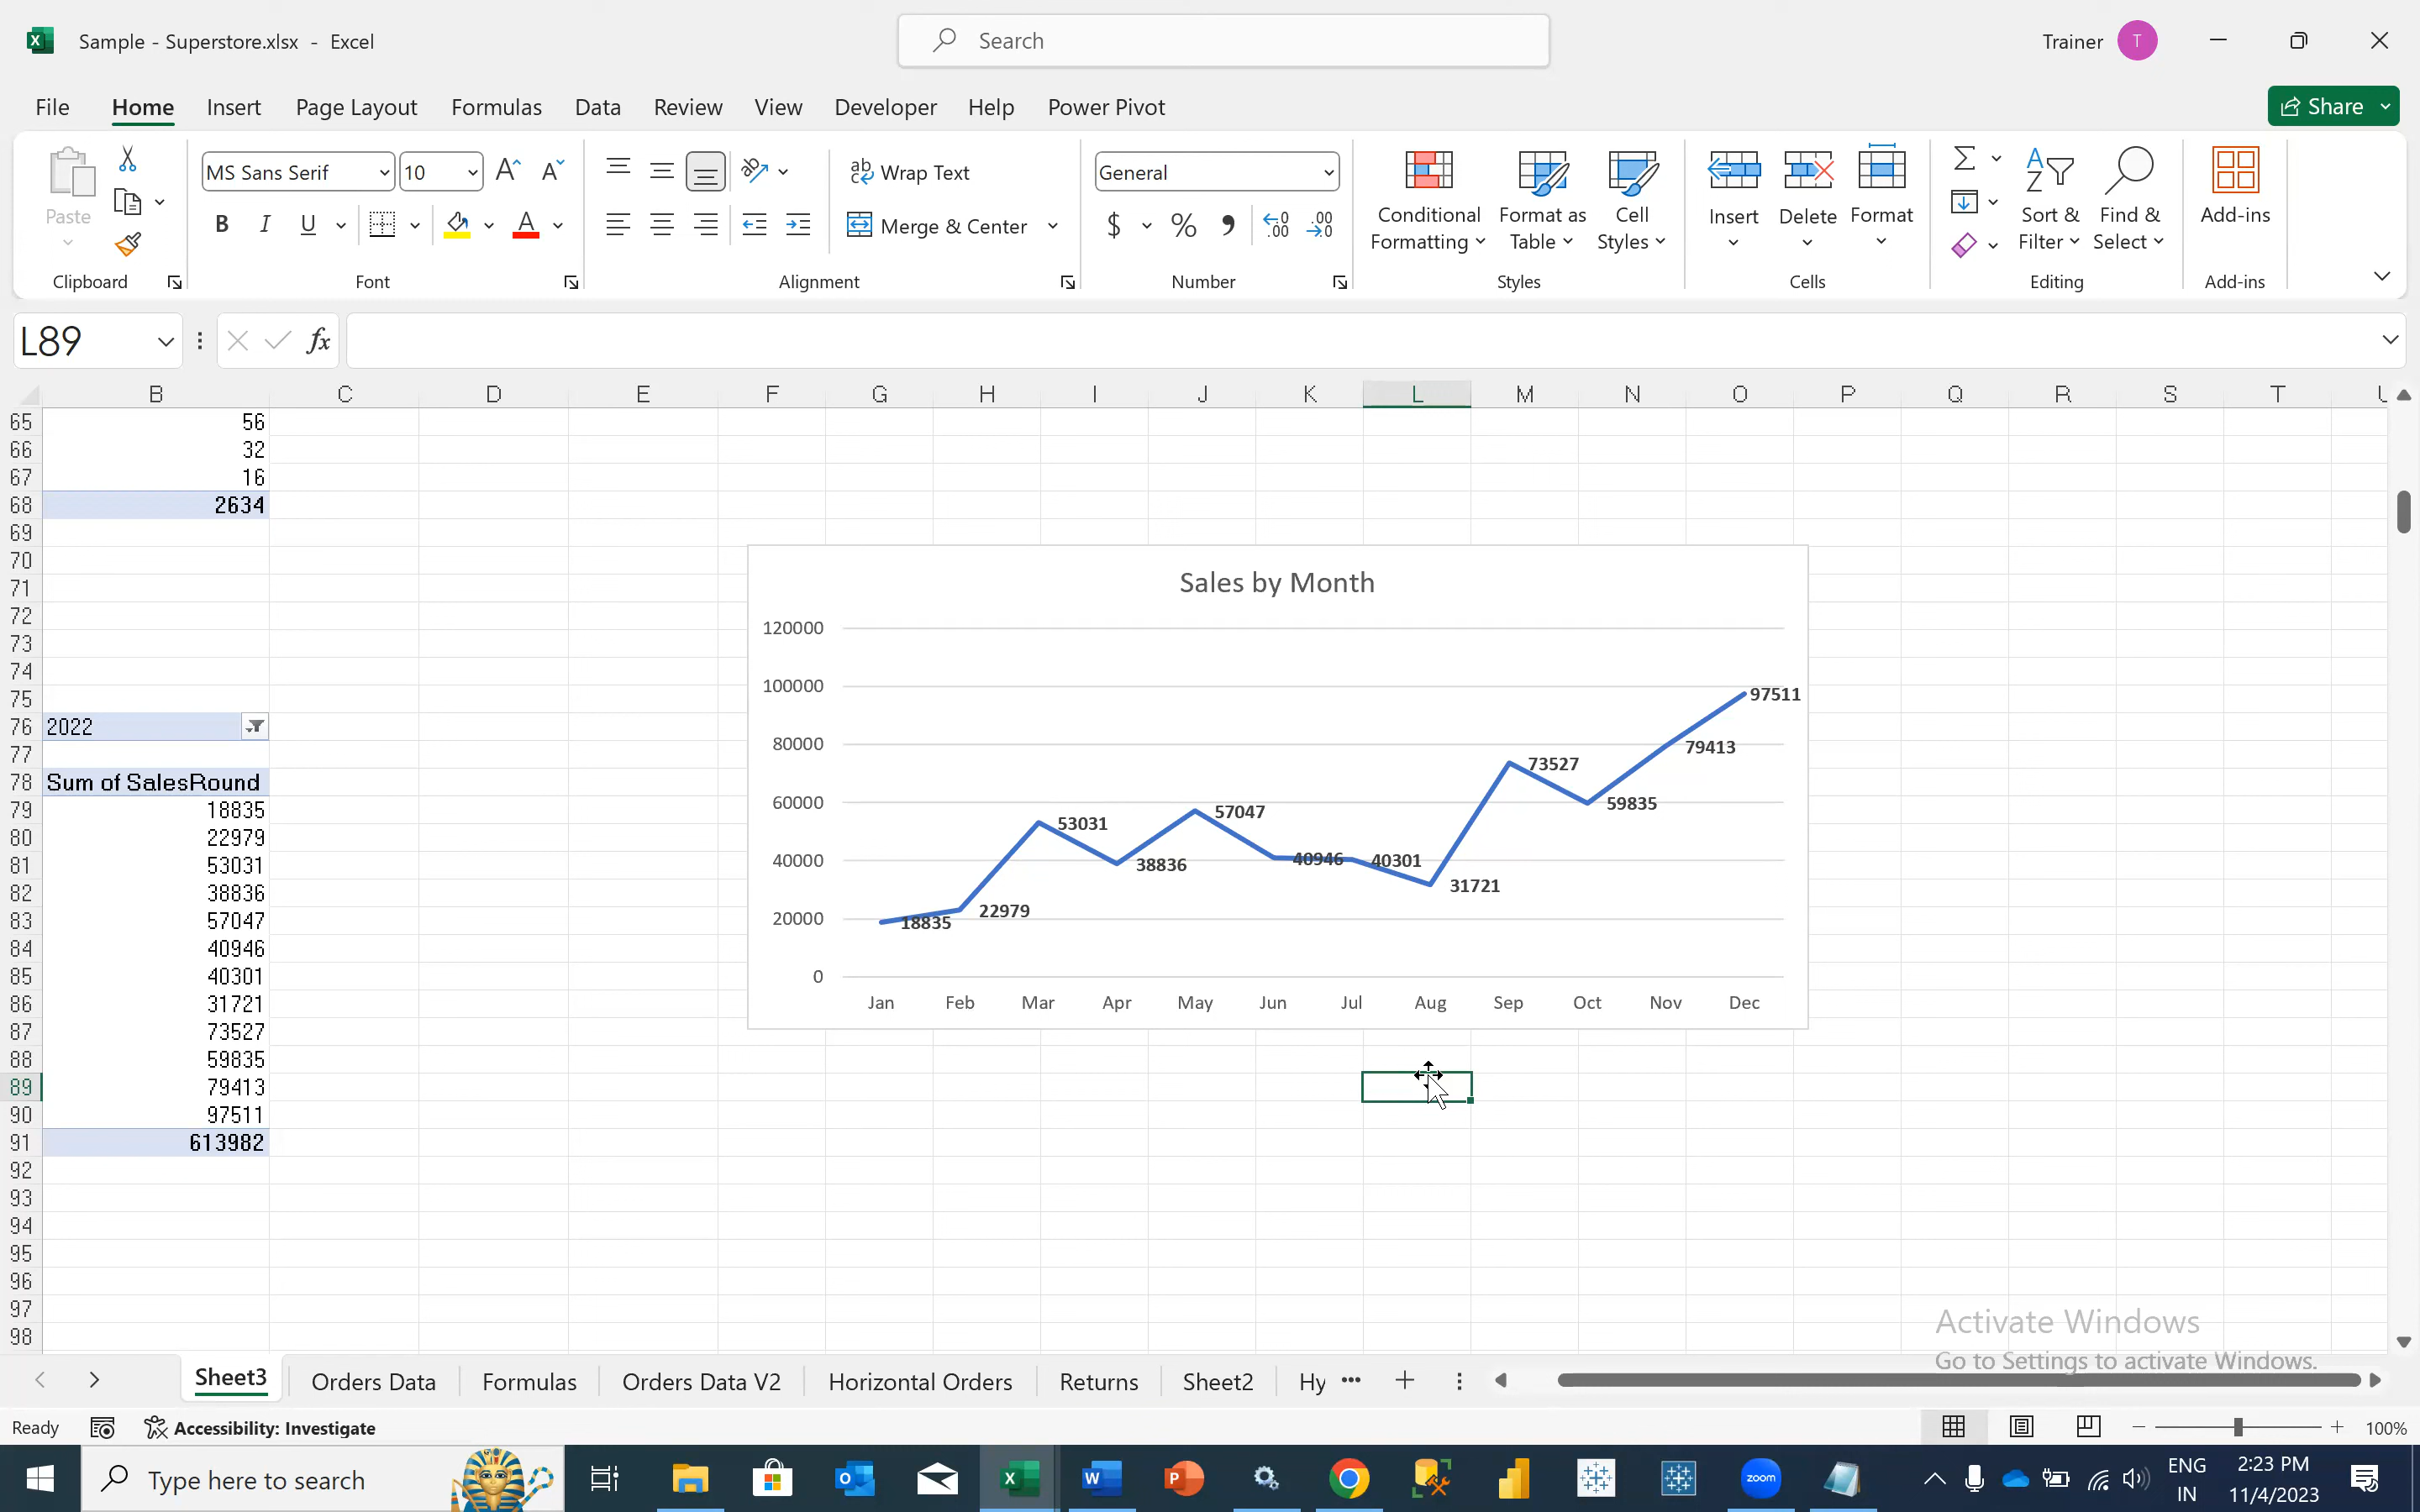 Sample - Superstore.xlsx - Excel
Search
Trainer T
File Home Insert Page Layout Formulas Data Review View Developer Help Power Pivot
Share
Paste
Clipboard
MS Sans Serif 10
B I U
Font
Wrap Text
Merge & Center
Alignment
General
$ % ,
Number
Conditional Formatting
Format as Table
Cell Styles
Styles
Insert
Delete
Format
Cells
Sort & Filter
Find & Select
Editing
Add-ins
Add-ins
L89
fx
B C D E F G H I J K L M N O P Q R S T
65 56
66 32
67 16
68 2634
69
70
71
72
73
74
75
76 2022
77
78 Sum of SalesRound
79 18835
80 22979
81 53031
82 38836
83 57047
84 40946
85 40301
86 31721
87 73527
88 59835
89 79413
90 97511
91 613982
92
93
94
95
96
97
98
Sales by Month
120000
100000
80000
60000
40000
20000
0
18835
22979
53031
38836
57047
40946
40301
31721
73527
59835
79413
97511
Jan Feb Mar Apr May Jun Jul Aug Sep Oct Nov Dec
Activate Windows
Go to Settings to activate Windows.
Sheet3 Orders Data Formulas Orders Data V2 Horizontal Orders Returns Sheet2 Hy
Ready
Accessibility: Investigate
100%
Type here to search
zoom
ENG
IN
2:23 PM
11/4/2023